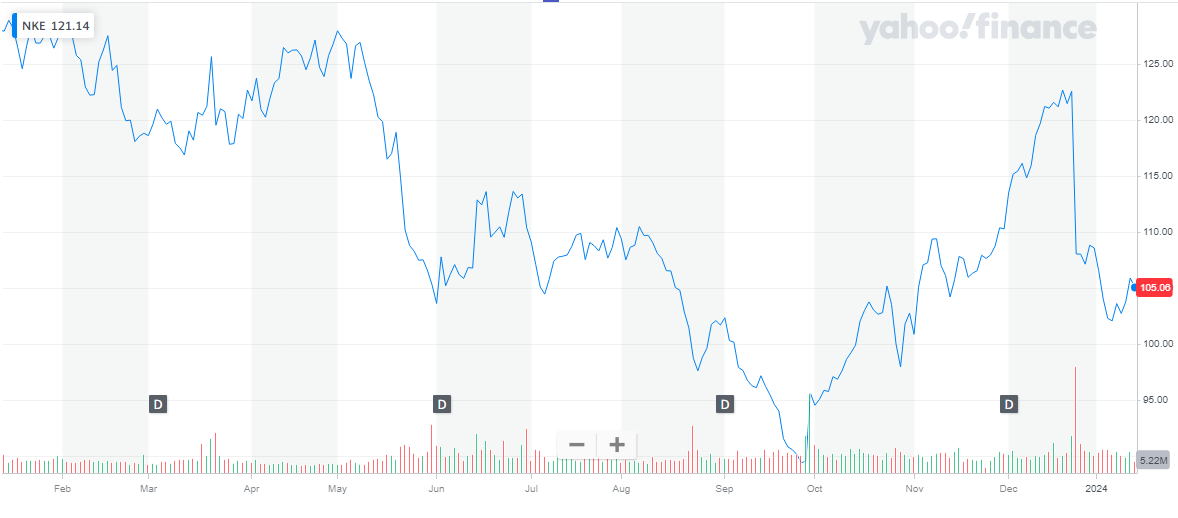 NKE 121.14
yahoo!finance
125.00
120.00
115.00
110.00
105.06
100.00
95.00
D D D D
− +
5.22M
Feb Mar Apr May Jun Jul Aug Sep Oct Nov Dec 2024